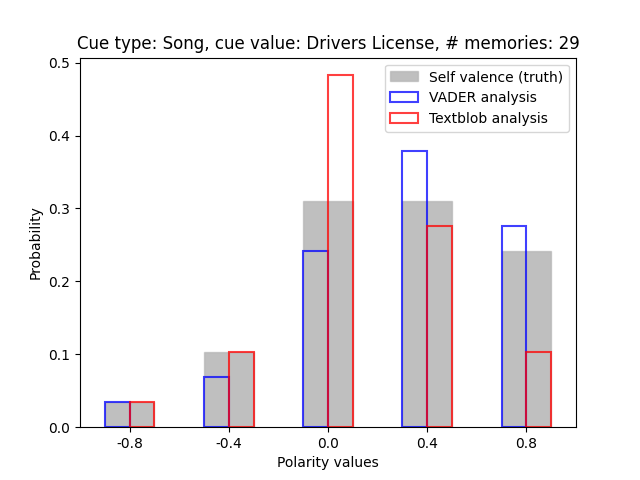 Cue type: Song, cue value: Drivers License, # memories: 29
Self valence (truth)
VADER analysis
Textblob analysis
Probability
0.5
0.4
0.3
0.2
0.1
0.0
-0.8 -0.4 0.0 0.4 0.8
Polarity values